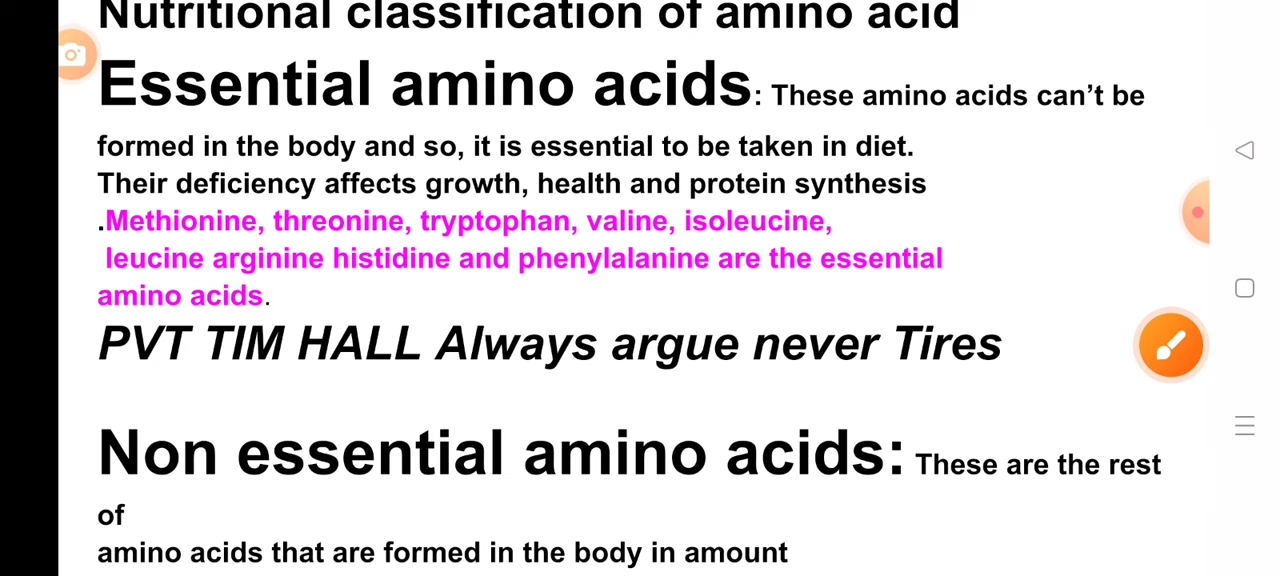 Nutritional classification of amino acid
Essential amino acids: These amino acids can’t be
formed in the body and so, it is essential to be taken in diet.
Their deficiency affects growth, health and protein synthesis
.Methionine, threonine, tryptophan, valine, isoleucine,
leucine arginine histidine and phenylalanine are the essential
amino acids.
PVT TIM HALL Always argue never Tires
Non essential amino acids: These are the rest
of
amino acids that are formed in the body in amount